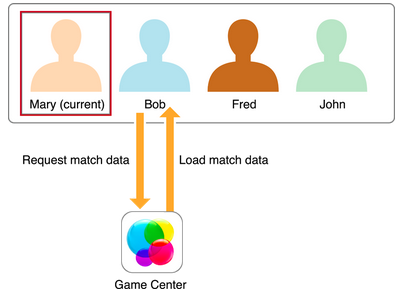 Mary (current)
Bob
Fred
John
Request match data
Load match data
Game Center